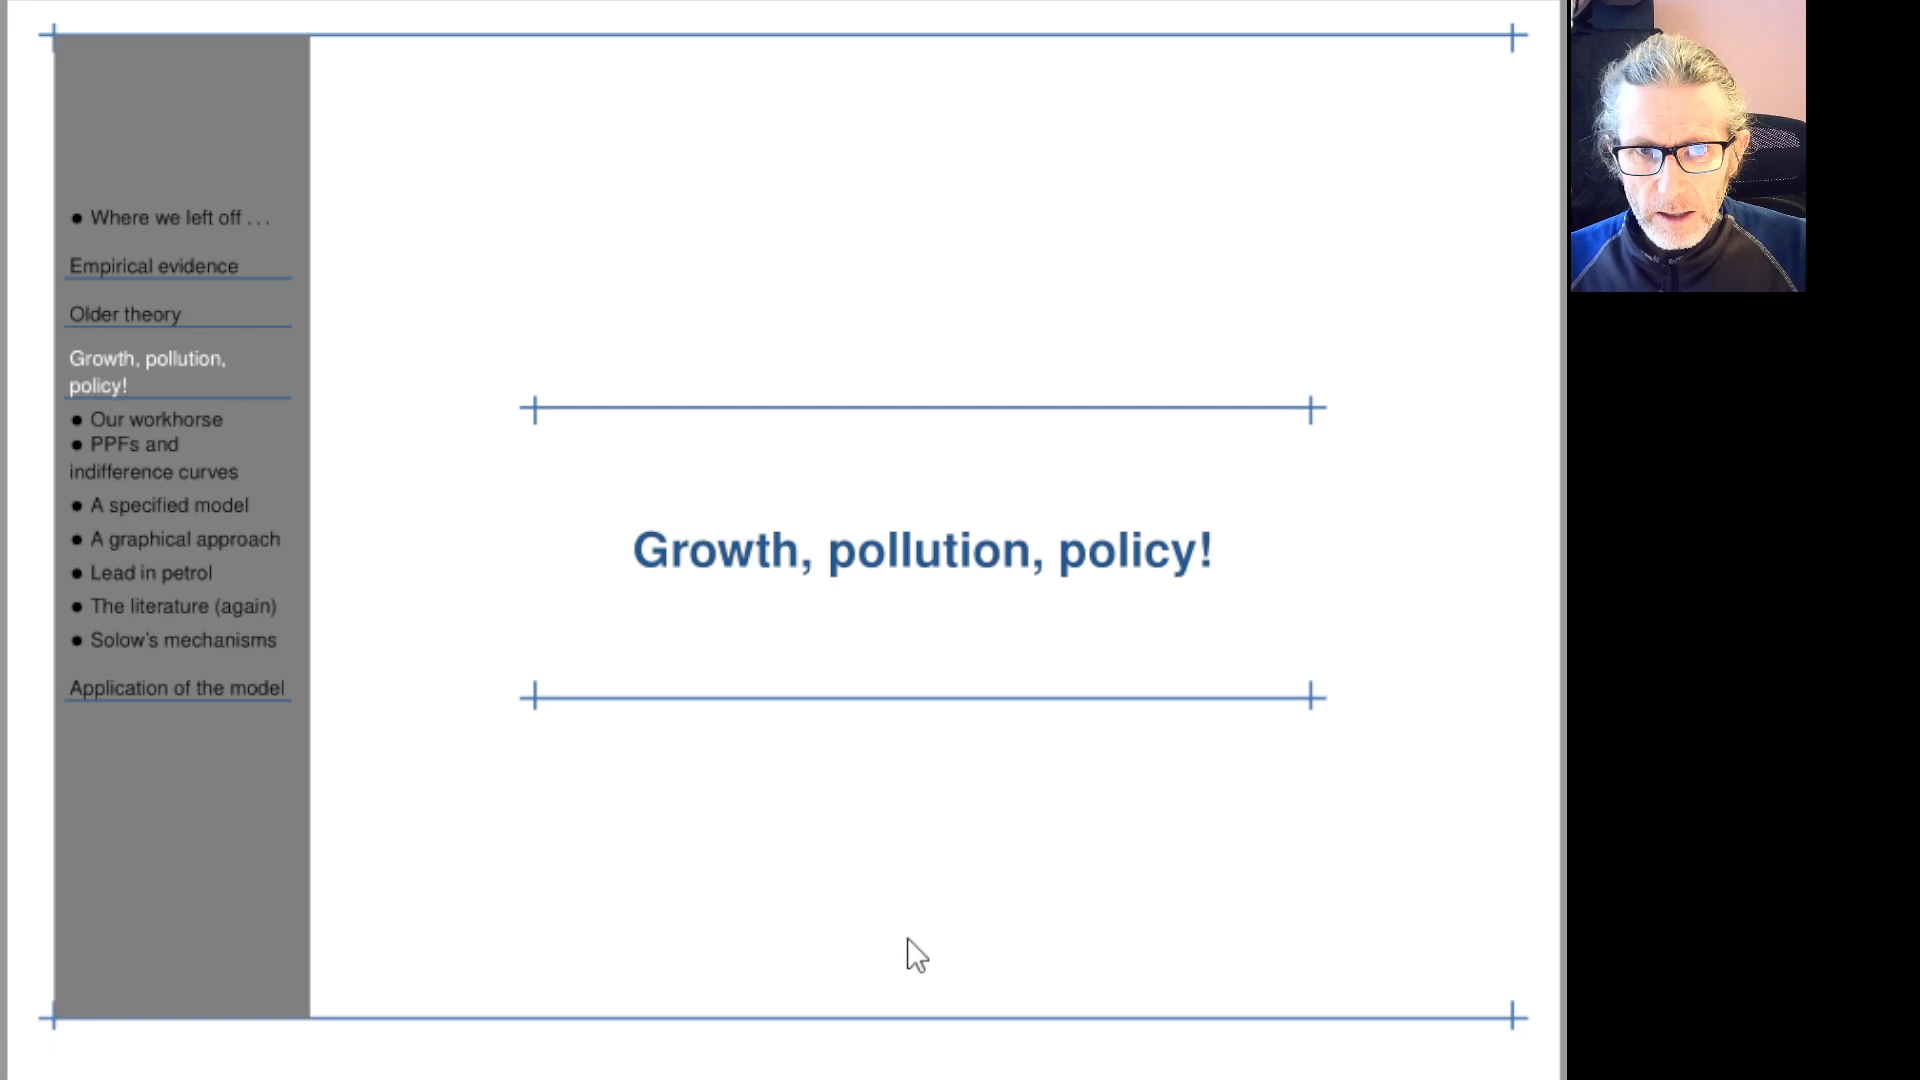 ● Where we left off . . .
Empirical evidence
Older theory
Growth, pollution,
policy!
● Our workhorse
● PPFs and
indifference curves
● A specified model
● A graphical approach
● Lead in petrol
● The literature (again)
● Solow's mechanisms
Application of the model
Growth, pollution, policy!